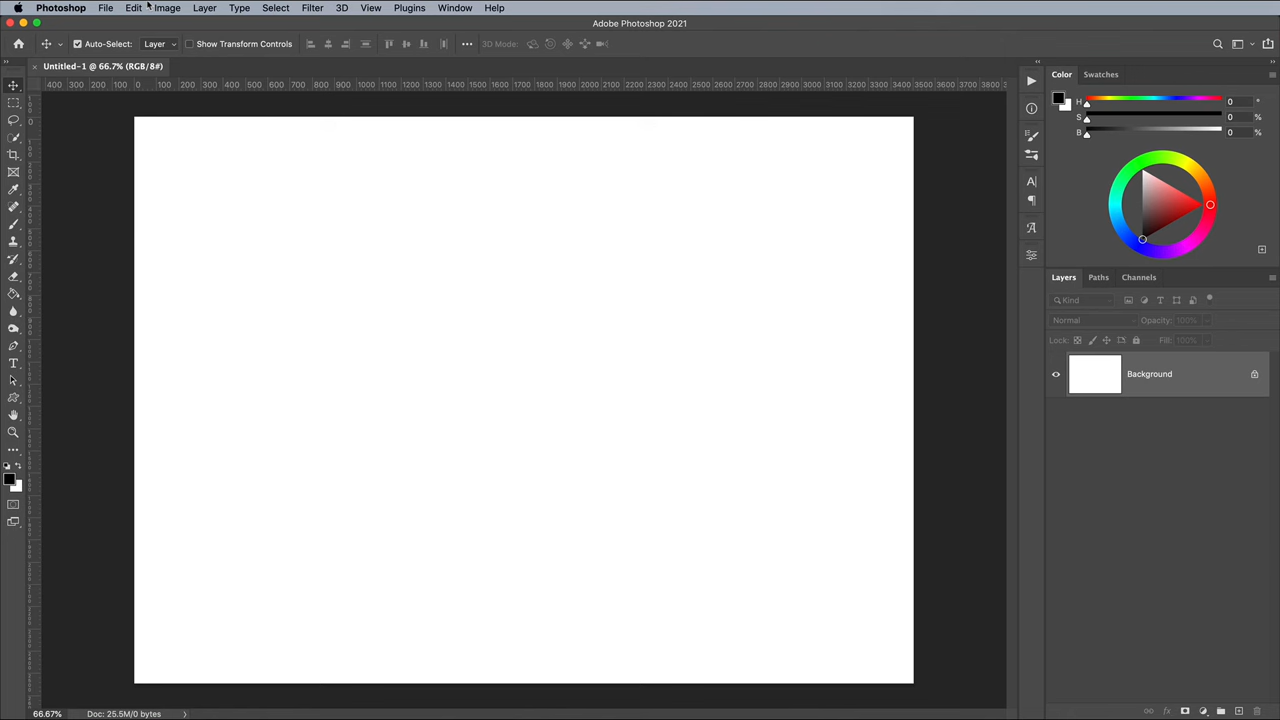 Photoshop File Edit Image Layer Type Select Filter 3D View Plugins Window Help
Adobe Photoshop 2021
Auto-Select: Layer Show Transform Controls 3D Mode:
Untitled-1 @ 66.7% (RGB/8#)
400 300 200 100 0 100 200 300 400 500 600 700 800 900 1000 1100 1200 1300 1400 1500 1600 1700 1800 1900 2000 2100 2200 2300 2400 2500 2600 2700 2800 2900 3000 3100 3200 3300 3400 3500 3600 3700 3800
Color Swatches
H 0 °
S 0 %
B 0 %
Layers Paths Channels
Kind
Normal Opacity: 100%
Lock: Fill: 100%
Background
66.67% Doc: 25.5M/0 bytes